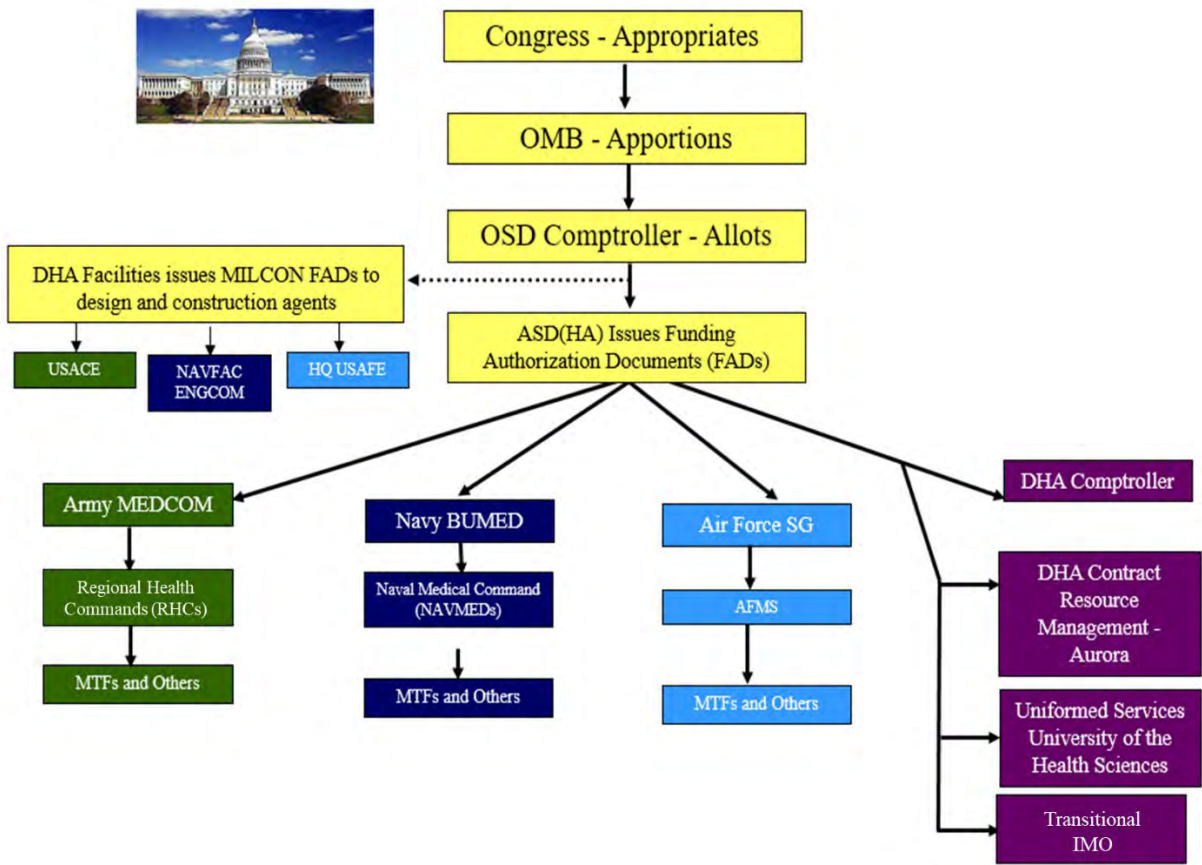 Congress - Appropriates
OMB - Apportions
OSD Comptroller - Allots
DHA Facilities issues MILCON FADs to
design and construction agents
ASD(HA) Issues Funding
Authorization Documents (FADs)
USACE
NAVFAC
ENGCOM
HQ USAFE
Army MEDCOM
Regional Health
Commands (RHCs)
MTFs and Others
Navy BUMED
Naval Medical Command
(NAVMEDs)
MTFs and Others
Air Force SG
AFMS
MTFs and Others
DHA Comptroller
DHA Contract
Resource
Management -
Aurora
Uniformed Services
University of the
Health Sciences
Transitional
IMO